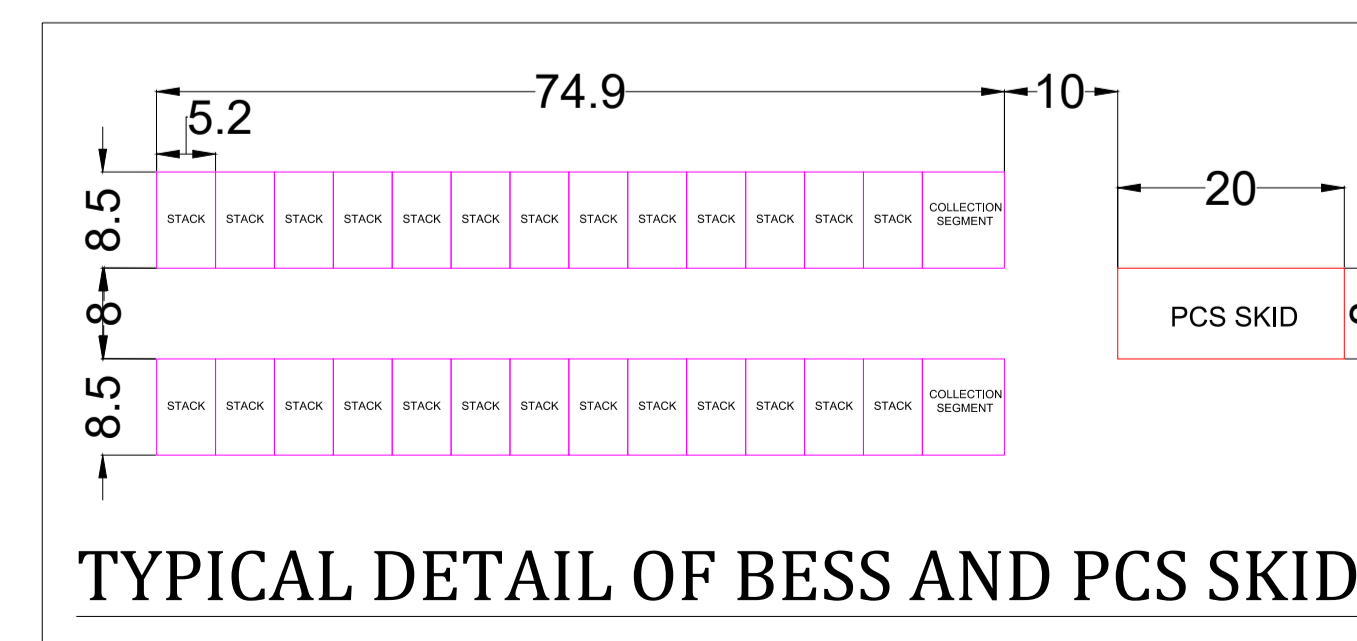 74.9
10
5.2
20
8.5
STACK STACK STACK STACK STACK STACK STACK STACK STACK STACK STACK STACK STACK COLLECTION
SEGMENT
8
PCS SKID
8.5
STACK STACK STACK STACK STACK STACK STACK STACK STACK STACK STACK STACK STACK COLLECTION
SEGMENT
TYPICAL DETAIL OF BESS AND PCS SKID